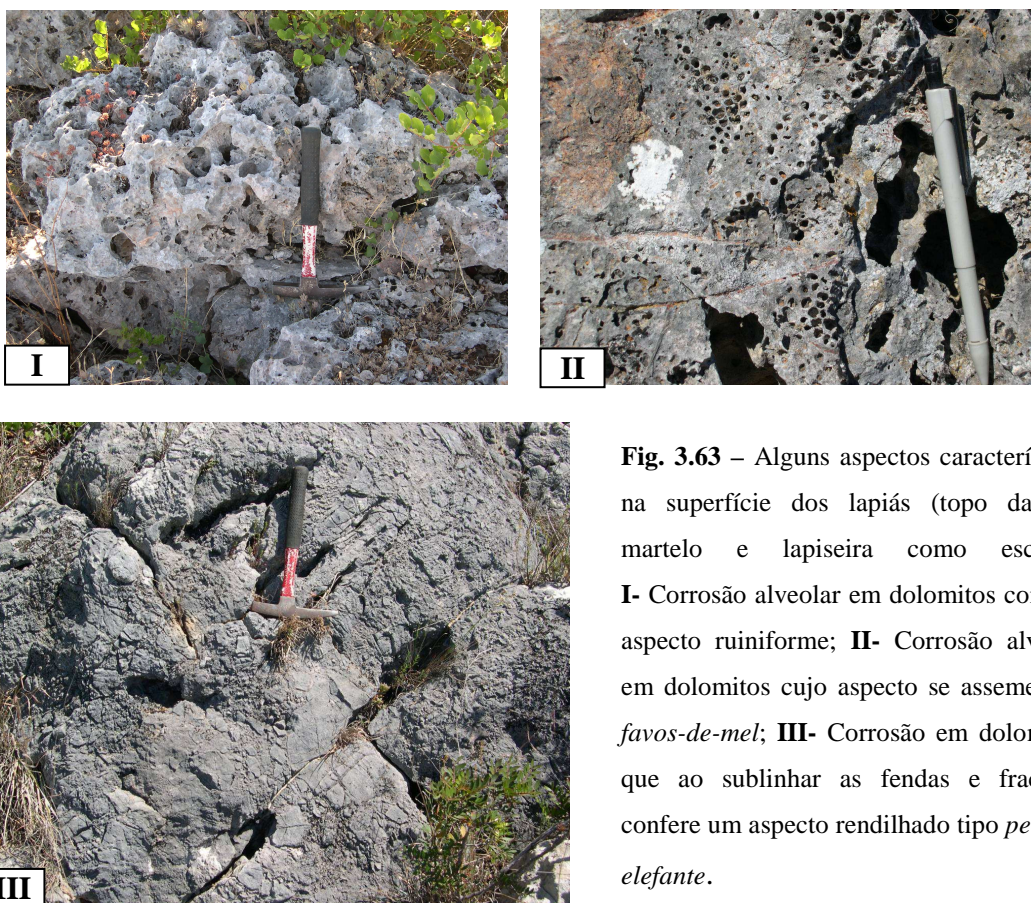 I
II
III
Fig. 3.63 – Alguns aspectos
na superfície dos lapiás (topo
martelo e lapiseira como
I- Corrosão alveolar em dolomitos
aspecto ruiniforme; II- Corrosão
em dolomitos cujo aspecto se
favos-de-mel; III- Corrosão em
que ao sublinhar as fendas e
confere um aspecto rendilhado tipo
elefante.